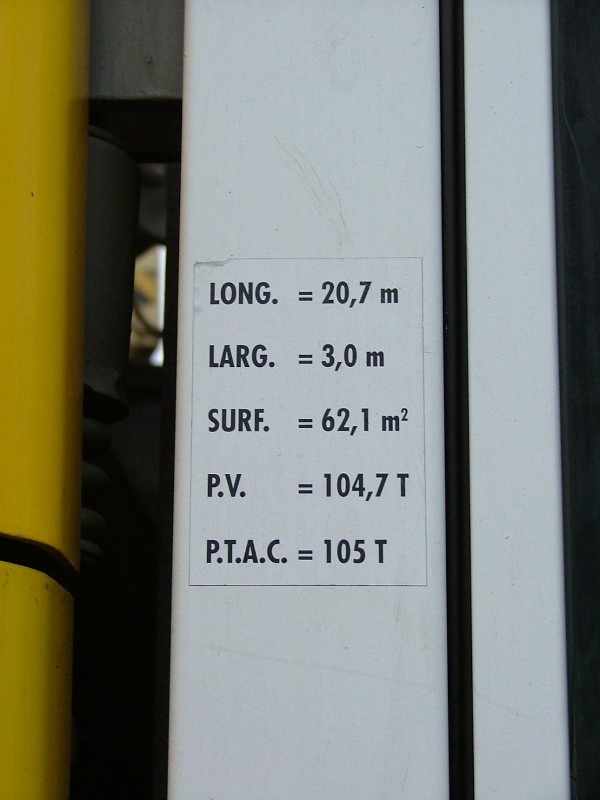 LONG. = 20,7 m
LARG. = 3,0 m
SURF. = 62,1 m²
P.V. = 104,7 T
P.T.A.C. = 105 T